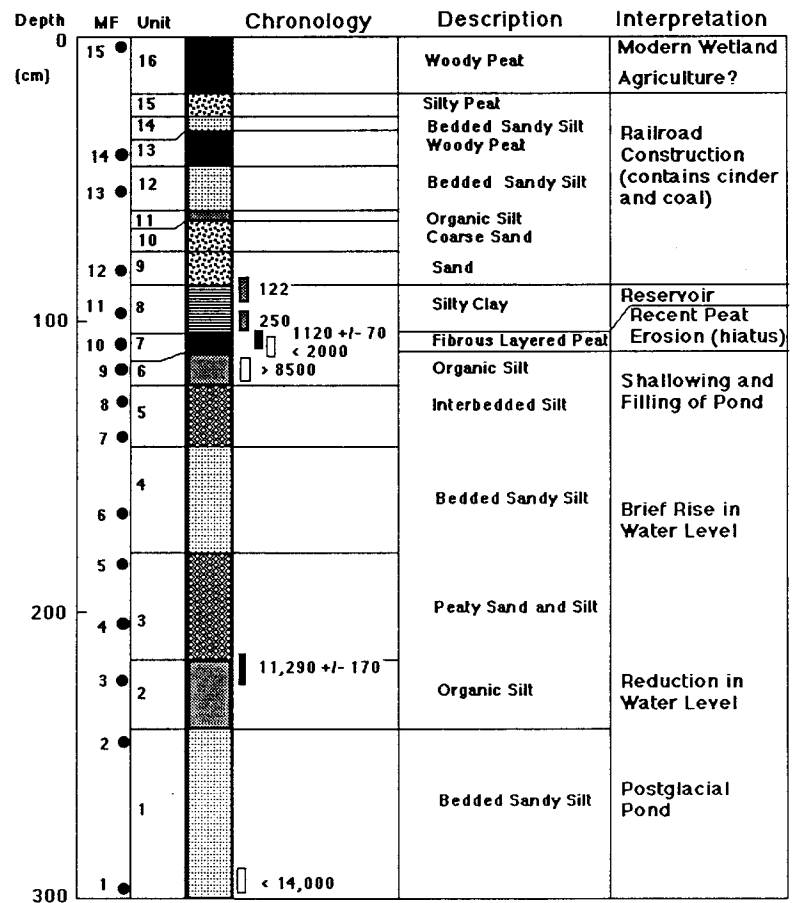 Depth MF Unit Chronology Description Interpretation
0
(cm)
15
16
Woody Peat
Modern Wetland
Agriculture?
15
Silty Peat
14
Bedded Sandy Silt
14
13
Woody Peat
Railroad
Construction
(contains cinder
and coal)
13
12
Bedded Sandy Silt
11
Organic Silt
10
Coarse Sand
12
9
Sand
122
11
8
Silty Clay
Reservoir
100
250
Recent Peat
Erosion (hiatus)
1120 +/- 70
10
7
Fibrous Layered Peat
< 2000
9
6
> 8500
Organic Silt
Shallowing and
Filling of Pond
8
5
Interbedded Silt
7
4
Bedded Sandy Silt
6
Brief Rise in
Water Level
5
200
4
3
Peaty Sand and Silt
11,290 +/- 170
3
2
Organic Silt
Reduction in
Water Level
2
1
Bedded Sandy Silt
Postglacial
Pond
1
< 14,000
300